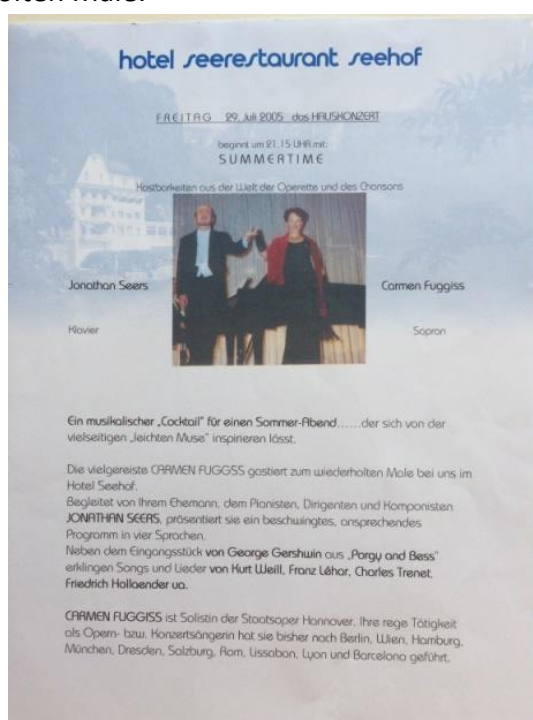 hotel seerestaurant seehof
FREITAG 29. Juli 2005 das HAUSKONZERT
beginnt um 21.15 UHR mit:
SUMMERTIME
Kostbarkeiten aus der Welt der Operette und des Chansons
Jonathan Seers
Carmen Fuggiss
Klavier
Sopran
Ein musikalischer „Cocktail" für einen Sommer-Abend......der sich von der
vielseitigen „leichten Muse" inspirieren lässt.
Die vielgereiste CARMEN FUGGSS gastiert zum wiederholten Male bei uns im
Hotel Seehof.
Begleitet von Ihrem Ehemann, dem Pianisten, Dirigenten und Komponisten
JONATHAN SEERS, präsentiert sie ein beschwingtes, ansprechendes
Programm in vier Sprachen.
Neben dem Eingangsstück von George Gershwin aus „Porgy and Bess"
erklingen Songs und Lieder von Kurt Weill, Franz Léhar, Charles Trenet,
Friedrich Hollaender ua.
CARMEN FUGGISS ist Solistin der Staatsoper Hannover. Ihre rege Tätigkeit
als Opern- bzw. Konzertsängerin hat sie bisher nach Berlin, Wien, Hamburg,
München, Dresden, Salzburg, Rom, Lissabon, Lyon und Barcelona geführt.